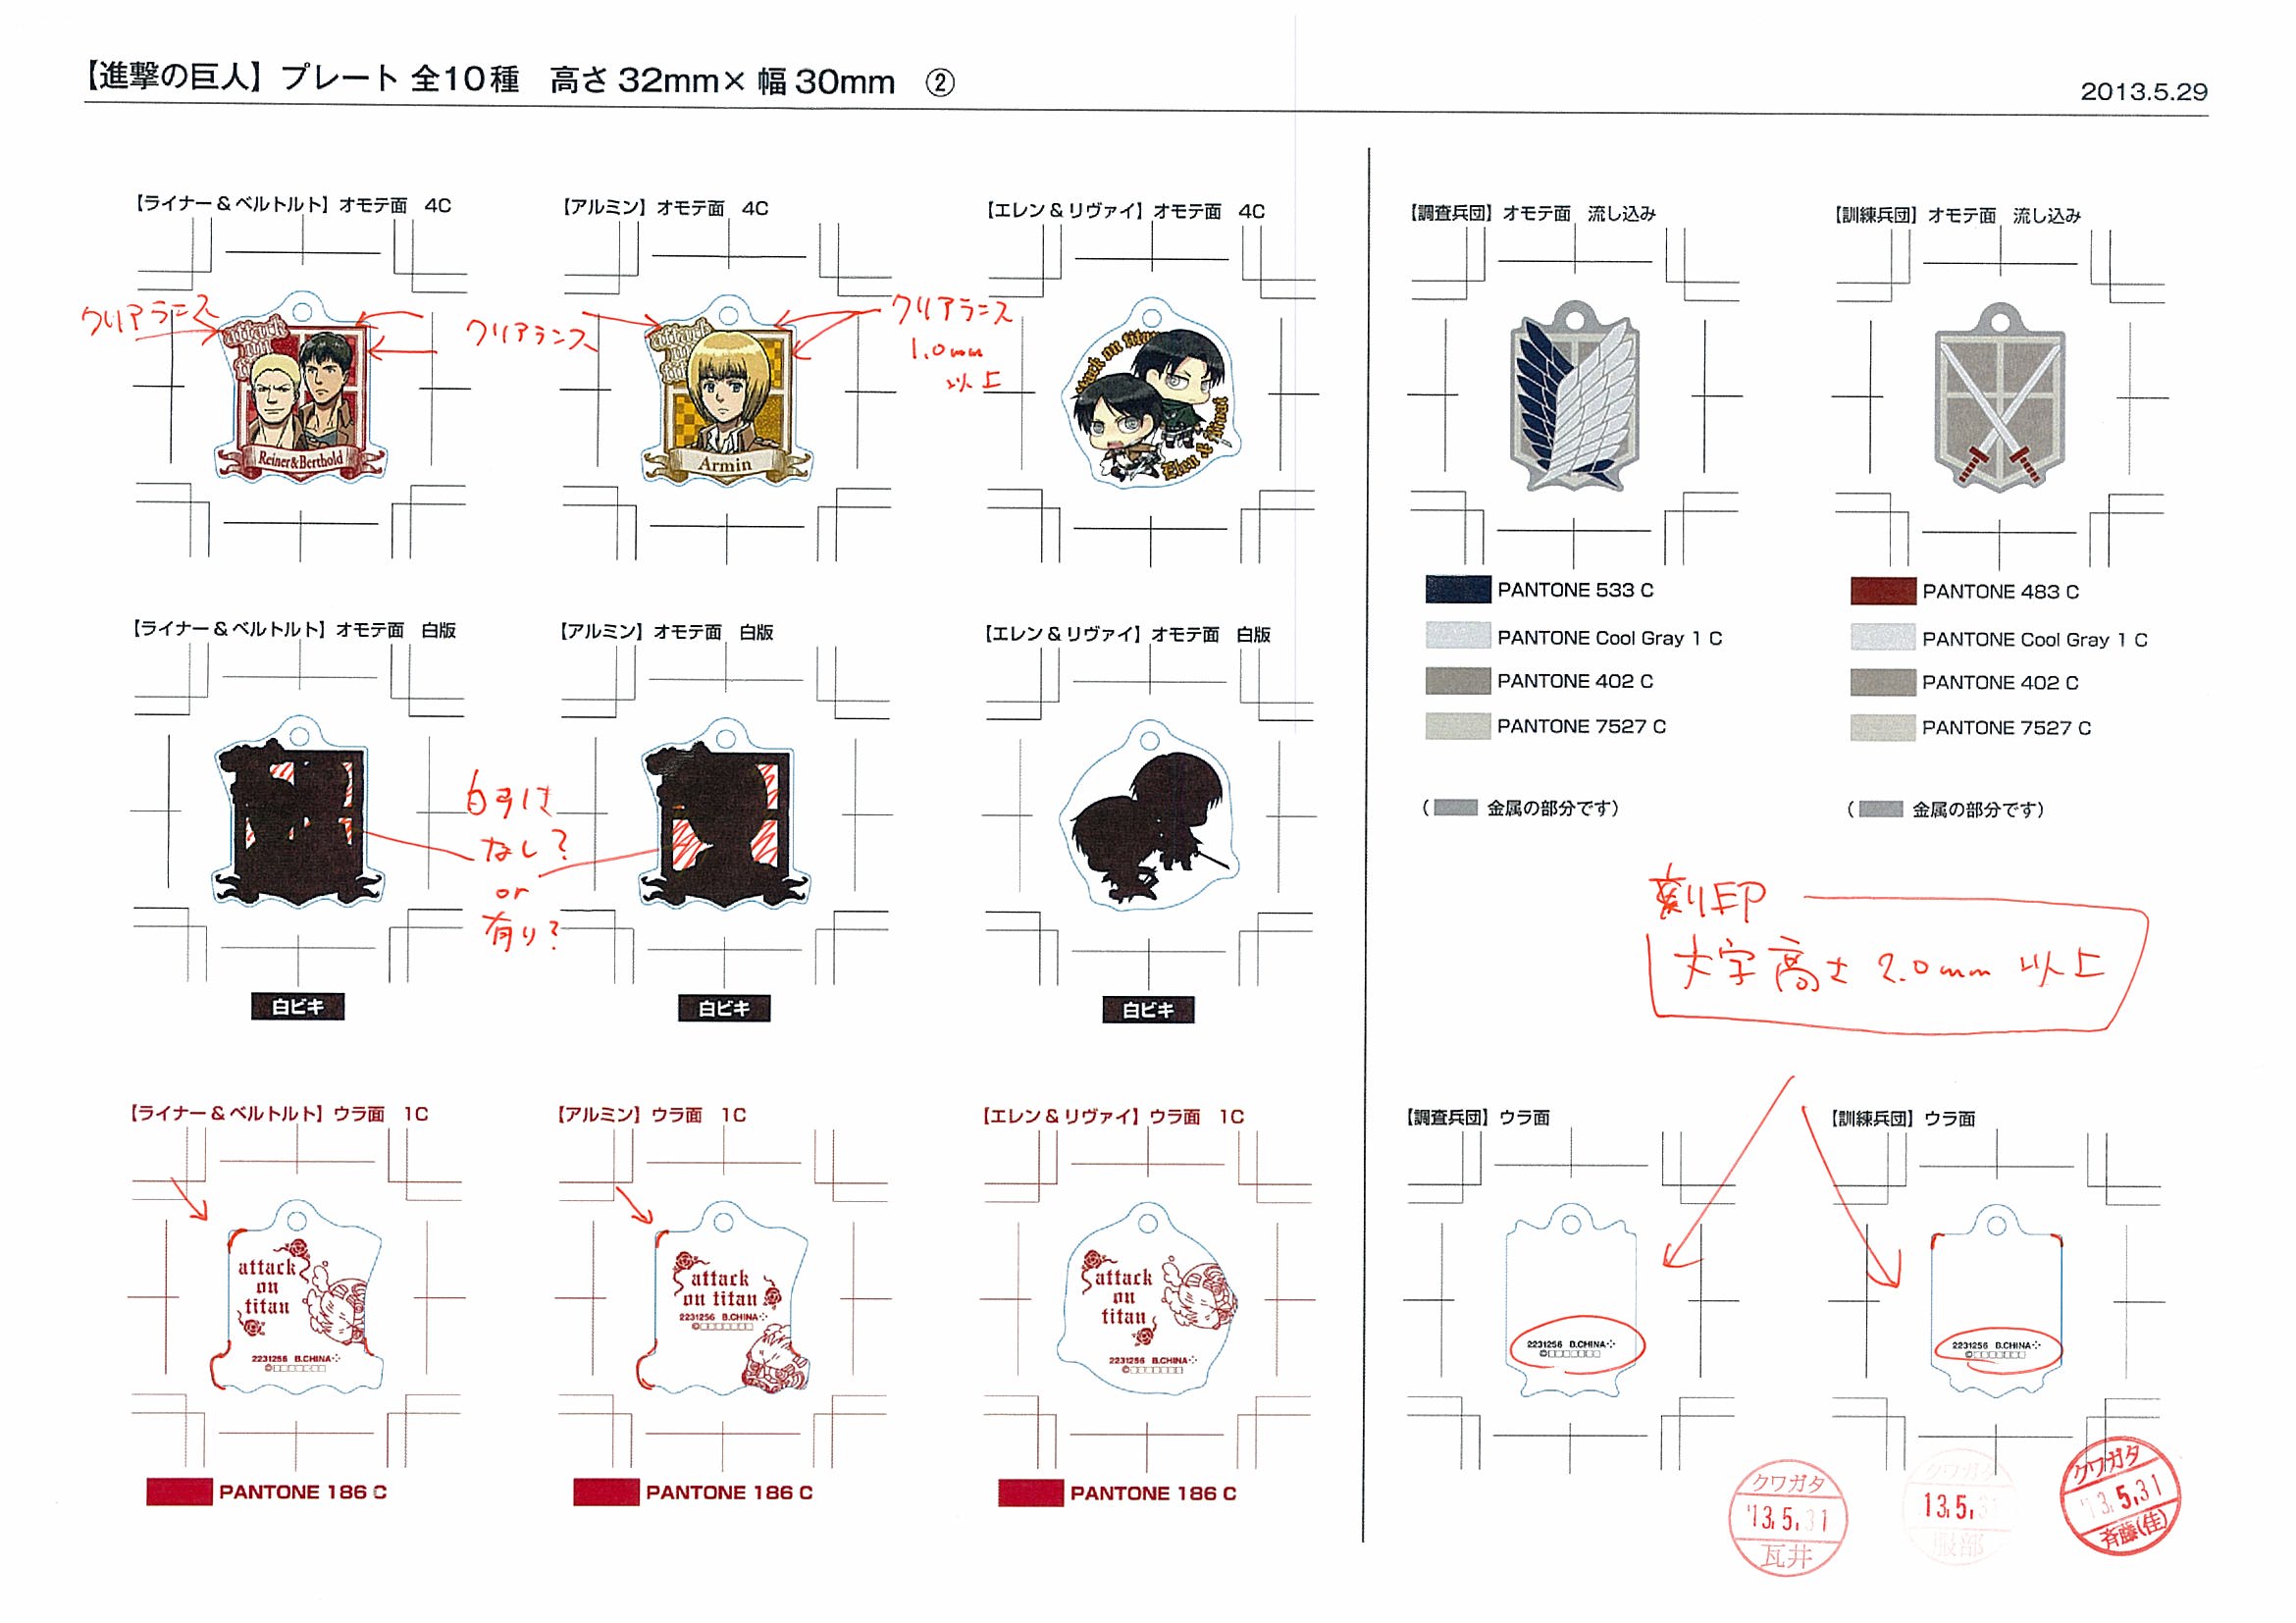 【進撃の巨人】プレート 全10種　高さ 32mm× 幅 30mm　②
2013.5.29
【ライナー & ベルトルト】オモテ面　4C
【アルミン】オモテ面　4C
【エレン & リヴァイ】オモテ面　4C
【調査兵団】オモテ面　流し込み
【訓練兵団】オモテ面　流し込み
クリアランス
クリアランス
クリアランス
1.0mm
以上
attack
on
attack
on
Reiner&Berthold
Armin
attack on titan
Eren & Rivai
PANTONE 533 C
PANTONE Cool Gray 1 C
PANTONE 402 C
PANTONE 7527 C
(　金属の部分です)
PANTONE 483 C
PANTONE Cool Gray 1 C
PANTONE 402 C
PANTONE 7527 C
(　金属の部分です)
【ライナー & ベルトルト】オモテ面　白版
【アルミン】オモテ面　白版
【エレン & リヴァイ】オモテ面　白版
白引は
なし?
or
有り?
白ビキ
白ビキ
白ビキ
刻印
文字高さ 2.0mm 以上
【ライナー & ベルトルト】ウラ面　1C
【アルミン】ウラ面　1C
【エレン & リヴァイ】ウラ面　1C
【調査兵団】ウラ面
【訓練兵団】ウラ面
attack
on
titan
2231256 B.CHINA
©□□□□□□□
attack
on titan
2231256 B.CHINA
©□□□□□□□
attack
on
titan
2231256 B.CHINA
©□□□□□□□
2231256 B.CHINA
©□□□□□□□
2231256 B.CHINA
©□□□□□□□
PANTONE 186 C
PANTONE 186 C
PANTONE 186 C
クワガタ
'13.5.31
瓦井
クワガタ
13.5.31
服部
クワガタ
'13.5.31
斉藤(佳)